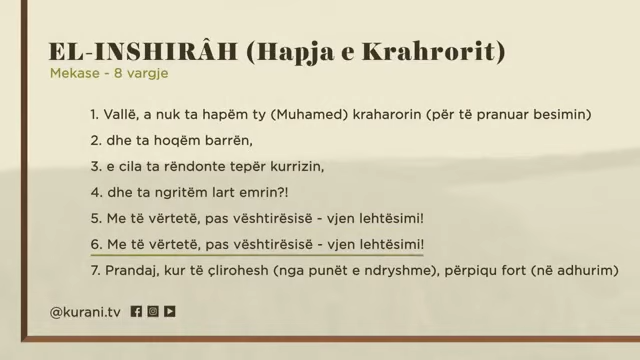 EL-INSHIRÂH (Hapja e Krahrorit)
Mekase - 8 vargje
1. Vallë, a nuk ta hapëm ty (Muhamed) kraharorin (për të pranuar besimin)
2. dhe ta hoqëm barrën,
3. e cila ta rëndonte tepër kurrizin,
4. dhe ta ngritëm lart emrin?!
5. Me të vërtetë, pas vështirësisë - vjen lehtësimi!
6. Me të vërtetë, pas vështirësisë - vjen lehtësimi!
7. Prandaj, kur të çlirohesh (nga punët e ndryshme), përpiqu fort (në adhurim)
@kurani.tv